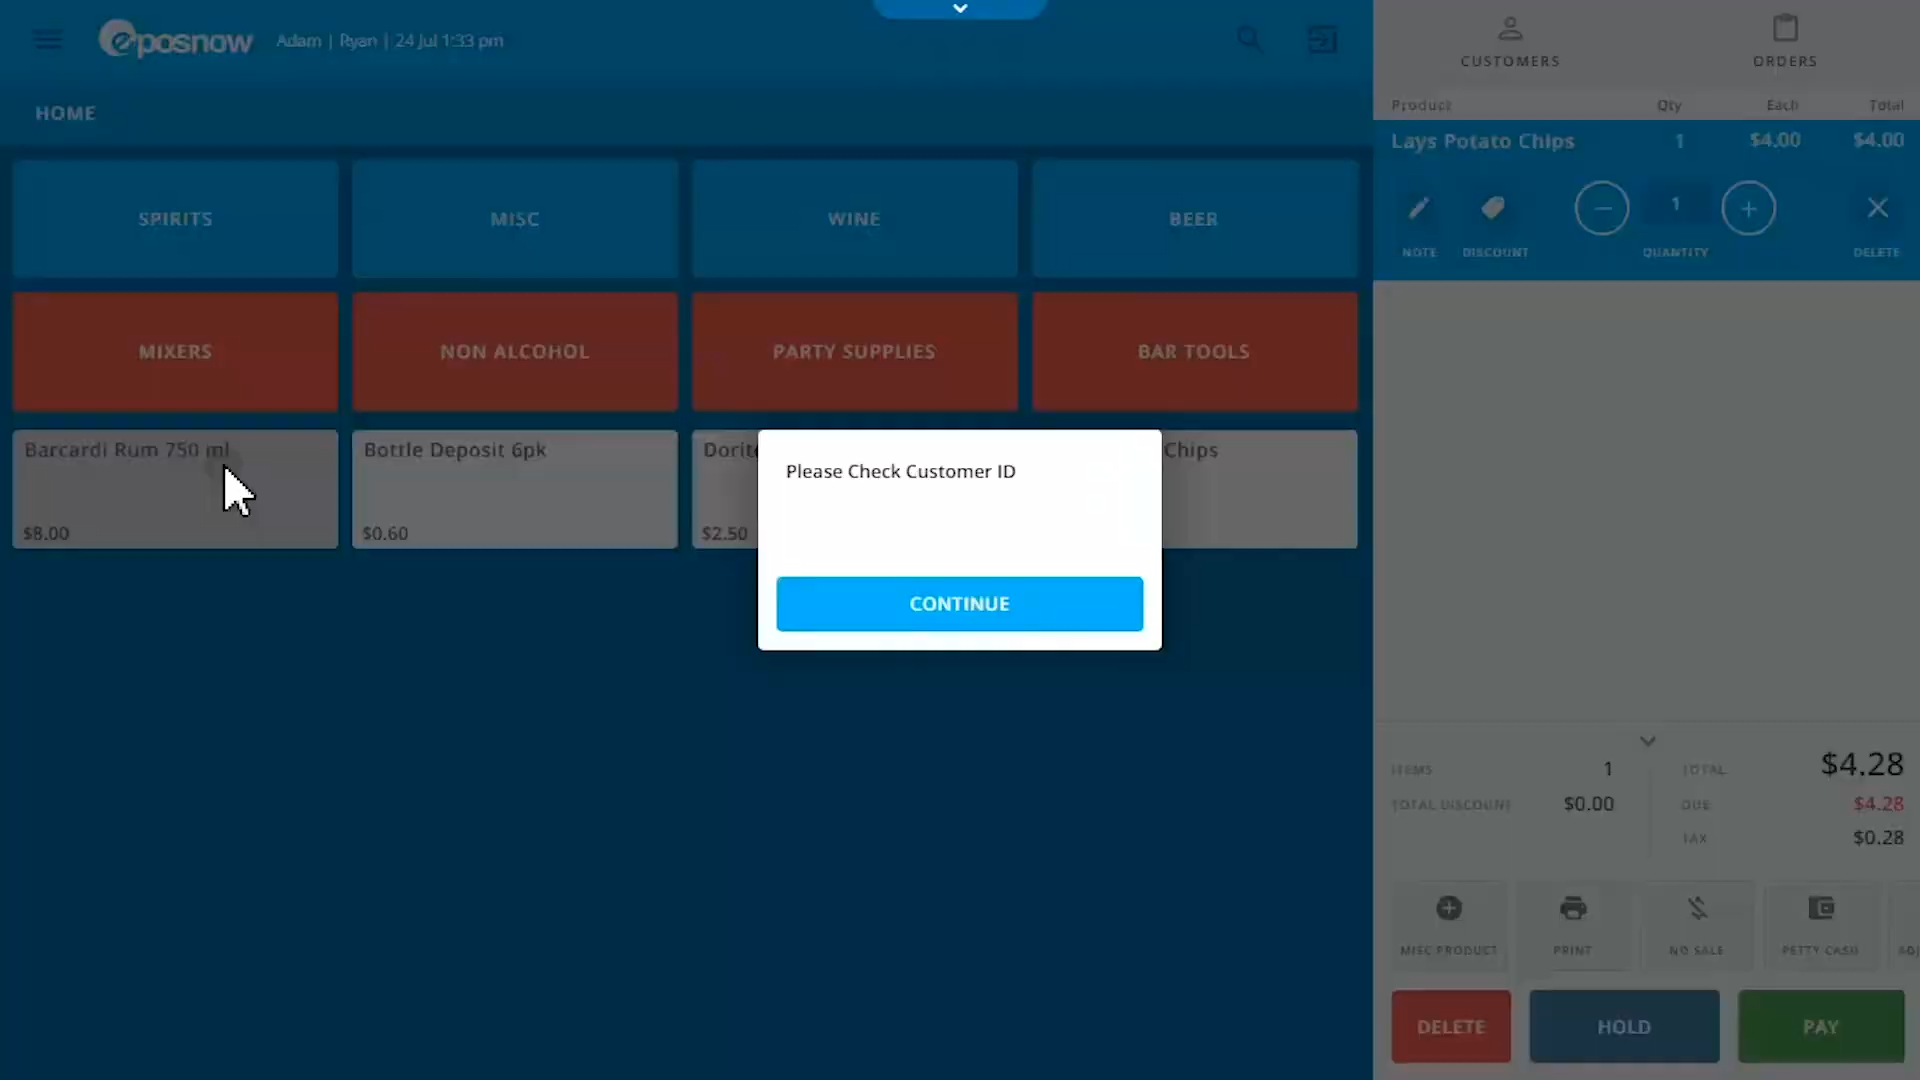 eposnow
Adam | Ryan | 24 Jul 1:33 pm
CUSTOMERS
ORDERS
HOME
Product Qty Each Total
Lays Potato Chips 1 $4.00 $4.00
1
NOTE DISCOUNT QUANTITY DELETE
SPIRITS
MISC
WINE
BEER
MIXERS
NON ALCOHOL
PARTY SUPPLIES
BAR TOOLS
Barcardi Rum 750 ml
$8.00
Bottle Deposit 6pk
$0.60
$2.50
Chips
Please Check Customer ID
CONTINUE
ITEMS 1
TOTAL DISCOUNT $0.00
TOTAL $4.28
DUE $4.28
TAX $0.28
MISC PRODUCT
PRINT
NO SALE
PETTY CASH
DELETE
HOLD
PAY